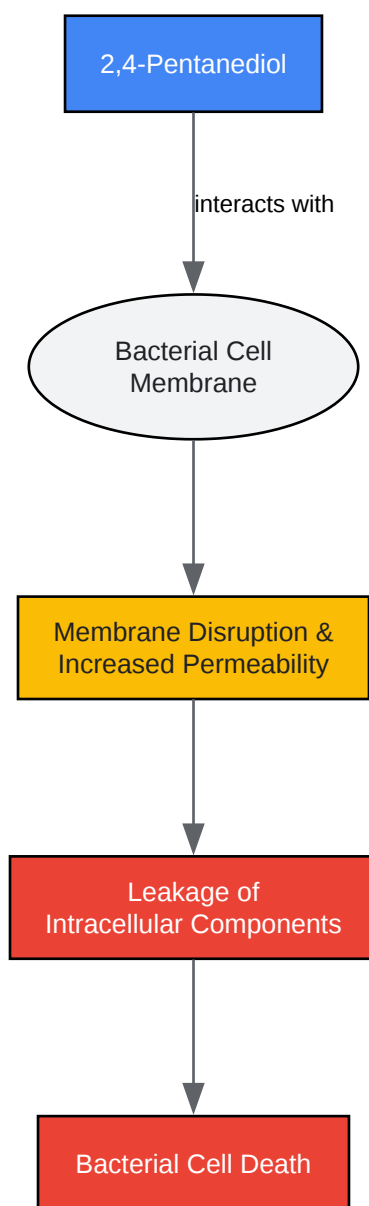 2,4-Pentanediol
interacts with
Bacterial Cell
Membrane
Membrane Disruption &
Increased Permeability
Leakage of
Intracellular Components
Bacterial Cell Death